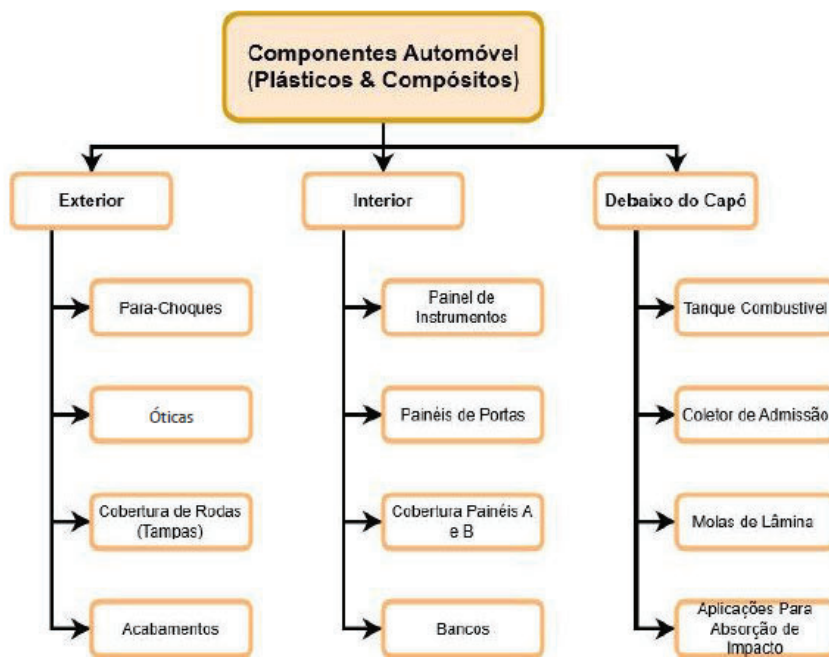 Componentes Automóvel
(Plásticos & Compósitos)
Exterior
Interior
Debaixo do Capó
Para-Choques
Painel de
Instrumentos
Tanque Combustível
Óticas
Painéis de Portas
Coletor de Admissão
Cobertura de Rodas
(Tampas)
Cobertura Painéis A
e B
Molas de Lâmina
Acabamentos
Bancos
Aplicações Para
Absorção de
Impacto